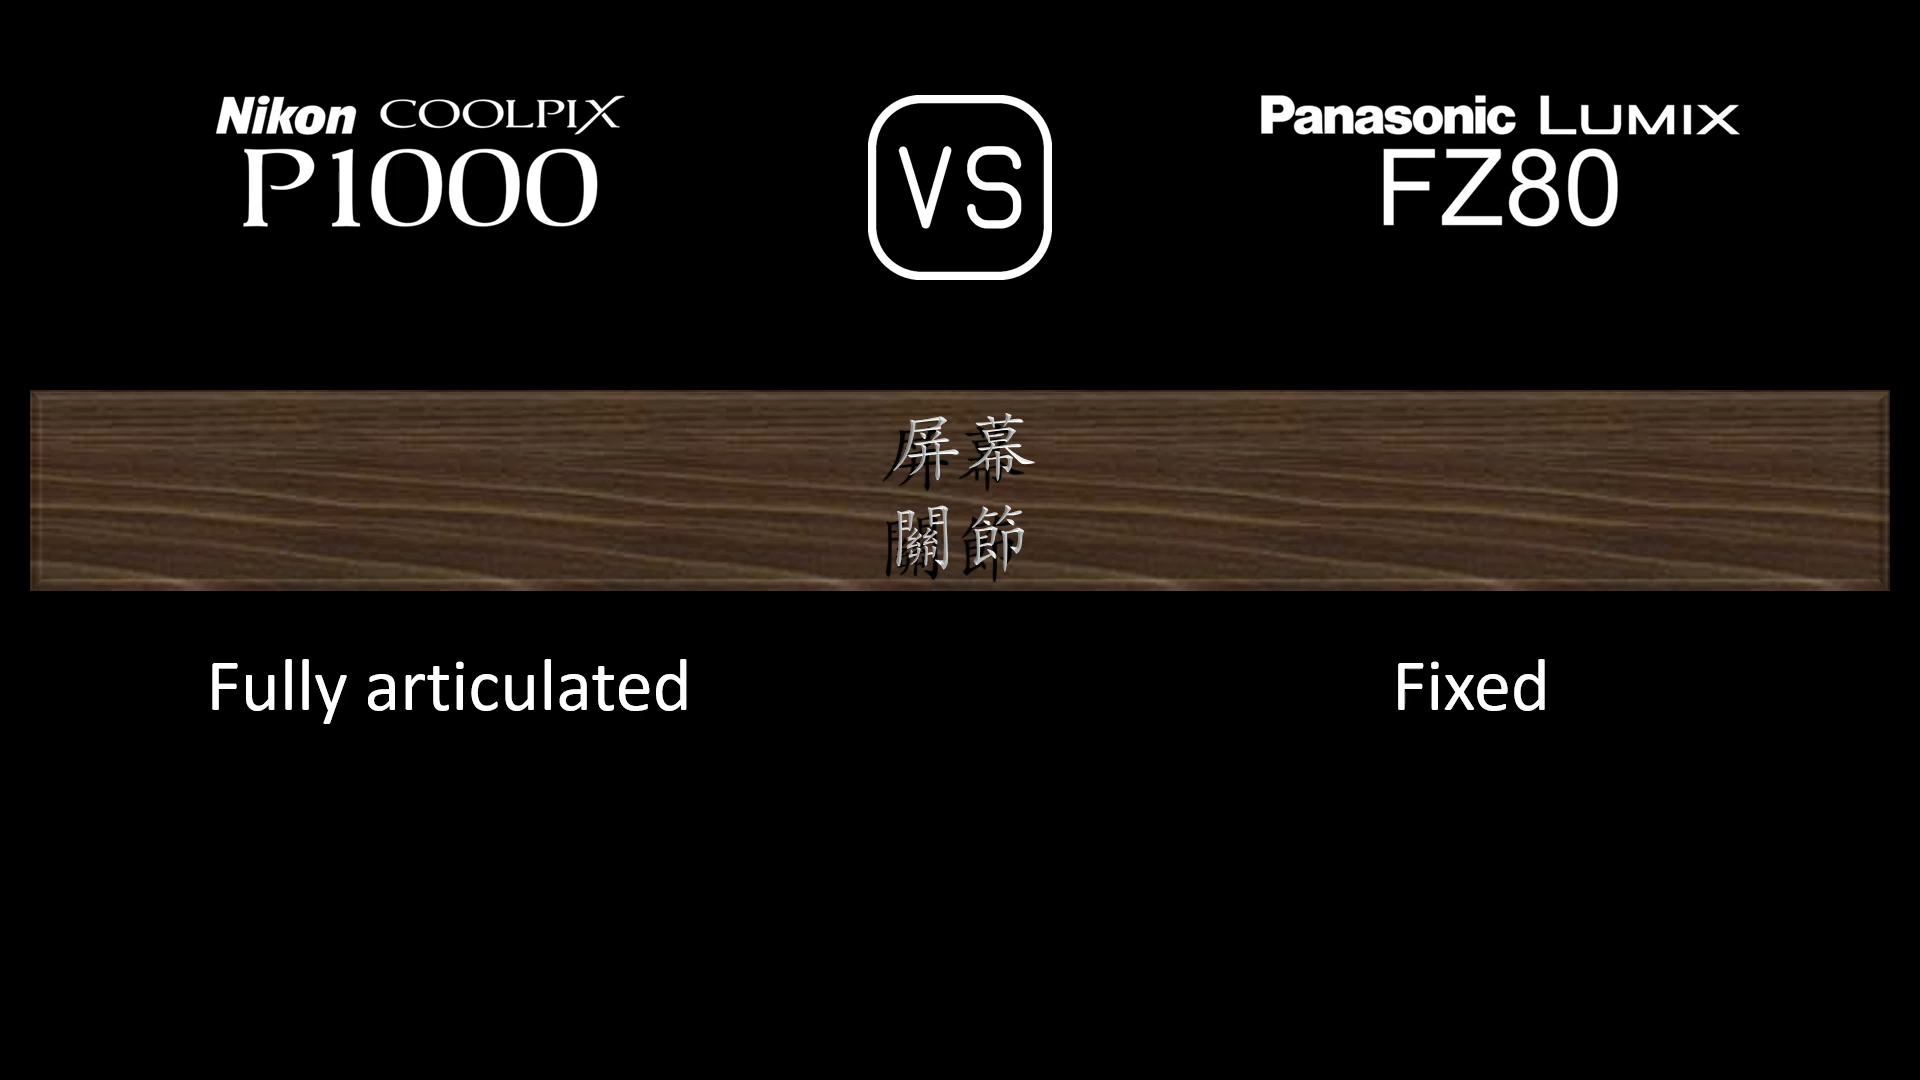 Nikon COOLPIX
P1000
VS
Panasonic LUMIX
FZ80
屏幕
關節
Fully articulated
Fixed